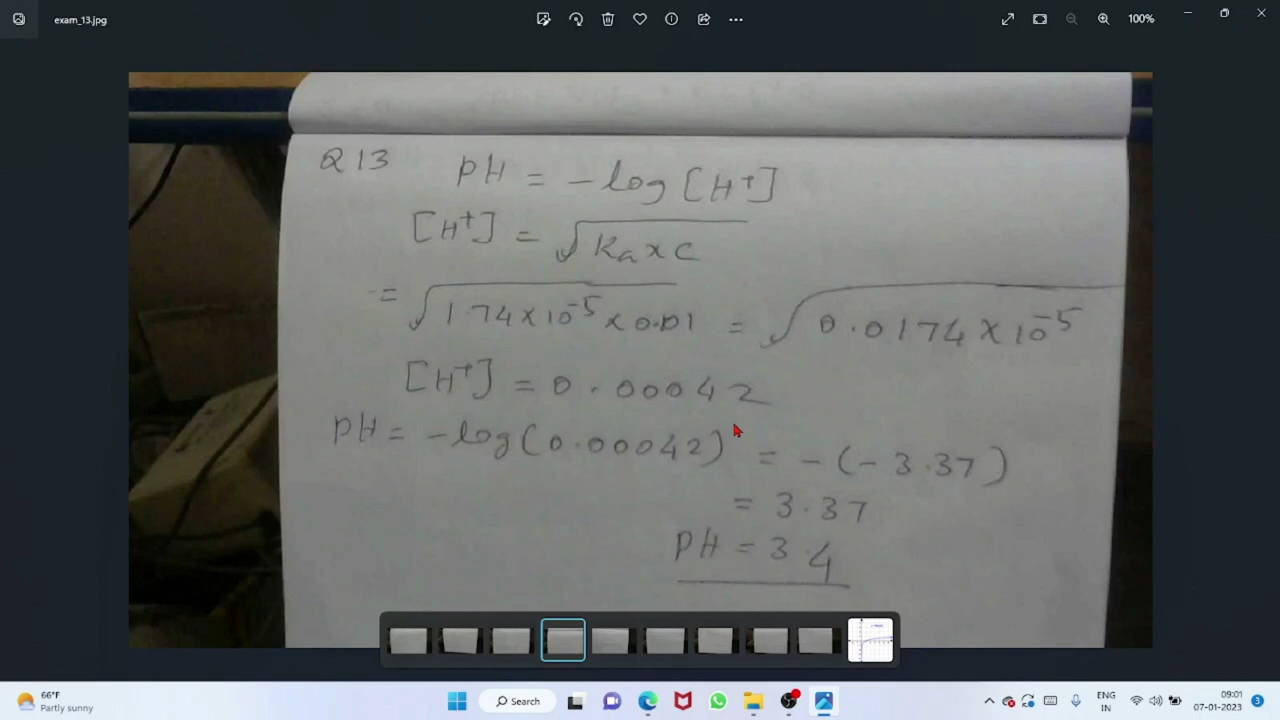 exam_13.jpg
100%
Q 13 PH = -log [H+]
[H+] = √Ka x C
= √1.74 x 10^-5 x 0.01 = √0.0174 x 10^-5
[H+] = 0.00042
PH = -log (0.00042) = -(-3.37)
= 3.37
PH = 3.4
66°F
Partly sunny
Search
ENG
IN
09:01
07-01-2023
3